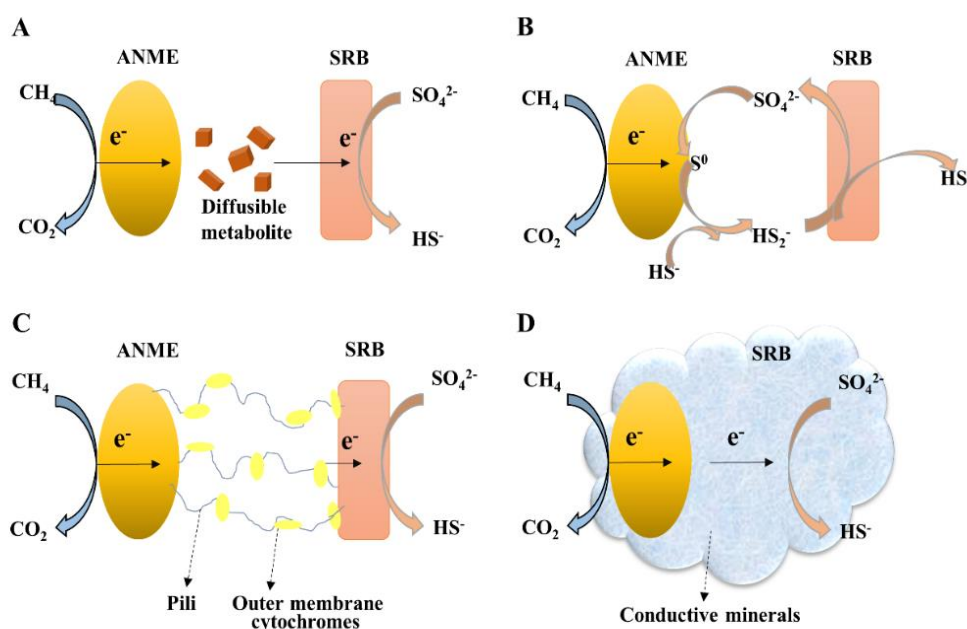 A
ANME
SRB
CH₄
SO₄²⁻
e⁻
e⁻
Diffusible
metabolite
CO₂
HS⁻
B
ANME
SRB
CH₄
SO₄²⁻
e⁻
S⁰
HS
CO₂
HS₂⁻
HS⁻
C
ANME
SRB
CH₄
SO₄²⁻
e⁻
e⁻
CO₂
HS⁻
Pili
Outer membrane
cytochromes
D
SRB
CH₄
SO₄²⁻
e⁻
e⁻
CO₂
HS⁻
Conductive minerals